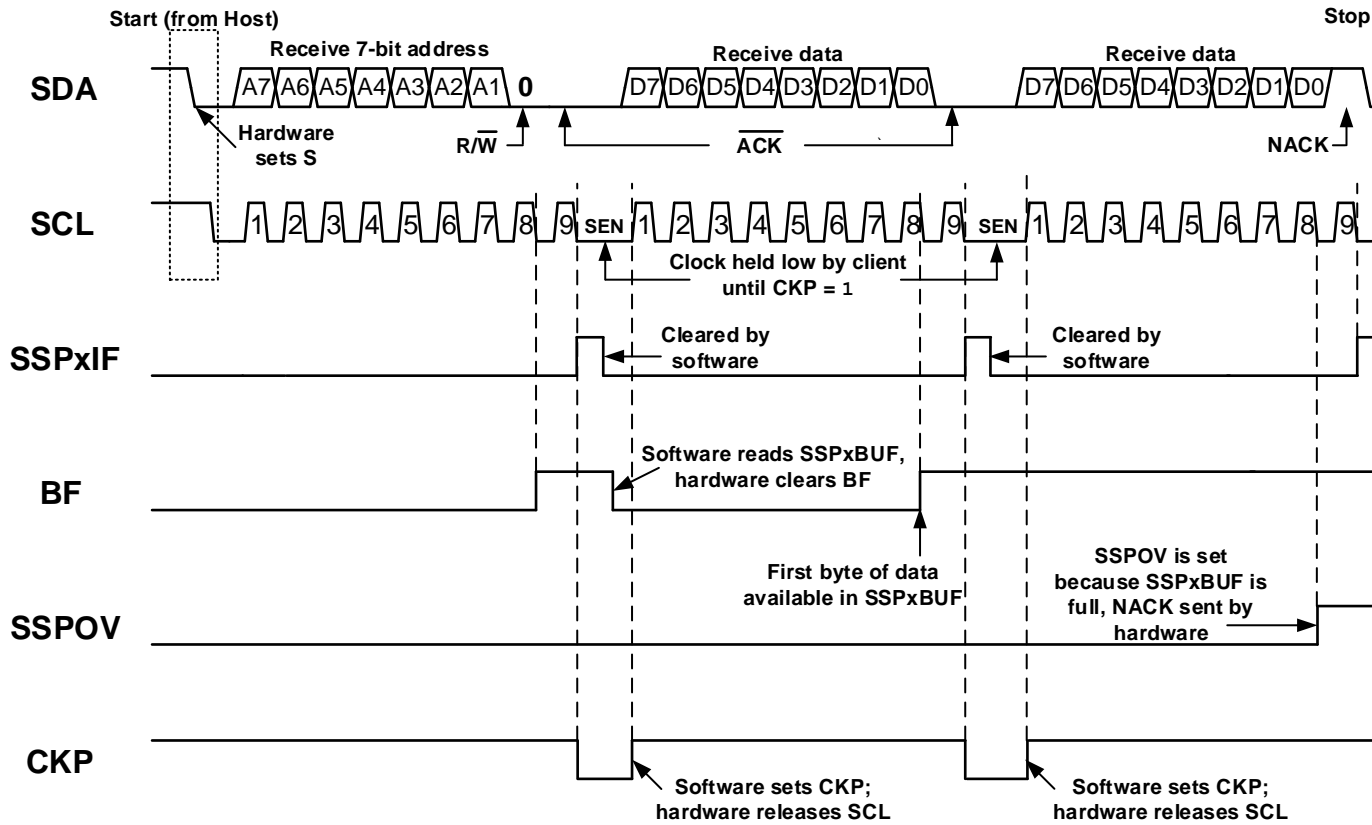 Start (from Host)
Stop
Receive 7-bit address
Receive data
Receive data
SDA
A7 A6 A5 A4 A3 A2 A1 0
D7 D6 D5 D4 D3 D2 D1 D0
D7 D6 D5 D4 D3 D2 D1 D0
Hardware
sets S
R/W̅
A̅C̅K̅
NACK
SCL
1 2 3 4 5 6 7 8 9 SEN 1 2 3 4 5 6 7 8 9 SEN 1 2 3 4 5 6 7 8 9
Clock held low by client
until CKP = 1
SSPxIF
Cleared by
software
Cleared by
software
BF
Software reads SSPxBUF,
hardware clears BF
First byte of data
available in SSPxBUF
SSPOV is set
because SSPxBUF is
full, NACK sent by
hardware
SSPOV
CKP
Software sets CKP;
hardware releases SCL
Software sets CKP;
hardware releases SCL